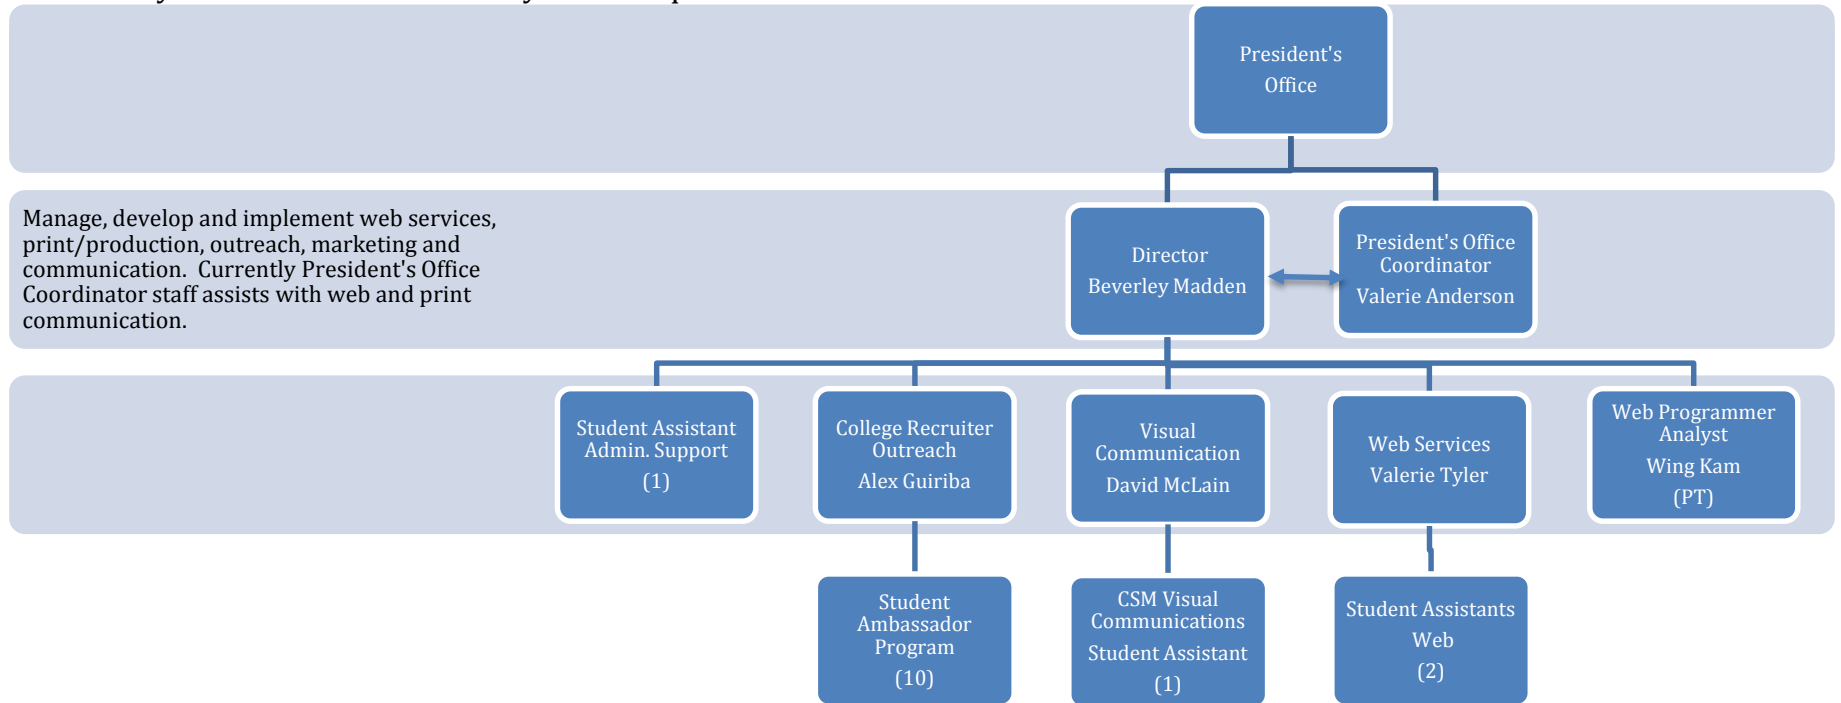 President's
Office
Manage, develop and implement web services,
print/production, outreach, marketing and
communication.  Currently President's Office
Coordinator staff assists with web and print
communication.
Director
Beverley Madden
President's Office
Coordinator
Valerie Anderson
Student Assistant
Admin. Support
(1)
College Recruiter
Outreach
Alex Guiriba
Visual
Communication
David McLain
Web Services
Valerie Tyler
Web Programmer
Analyst
Wing Kam
(PT)
Student
Ambassador
Program
(10)
CSM Visual
Communications
Student Assistant
(1)
Student Assistants
Web
(2)